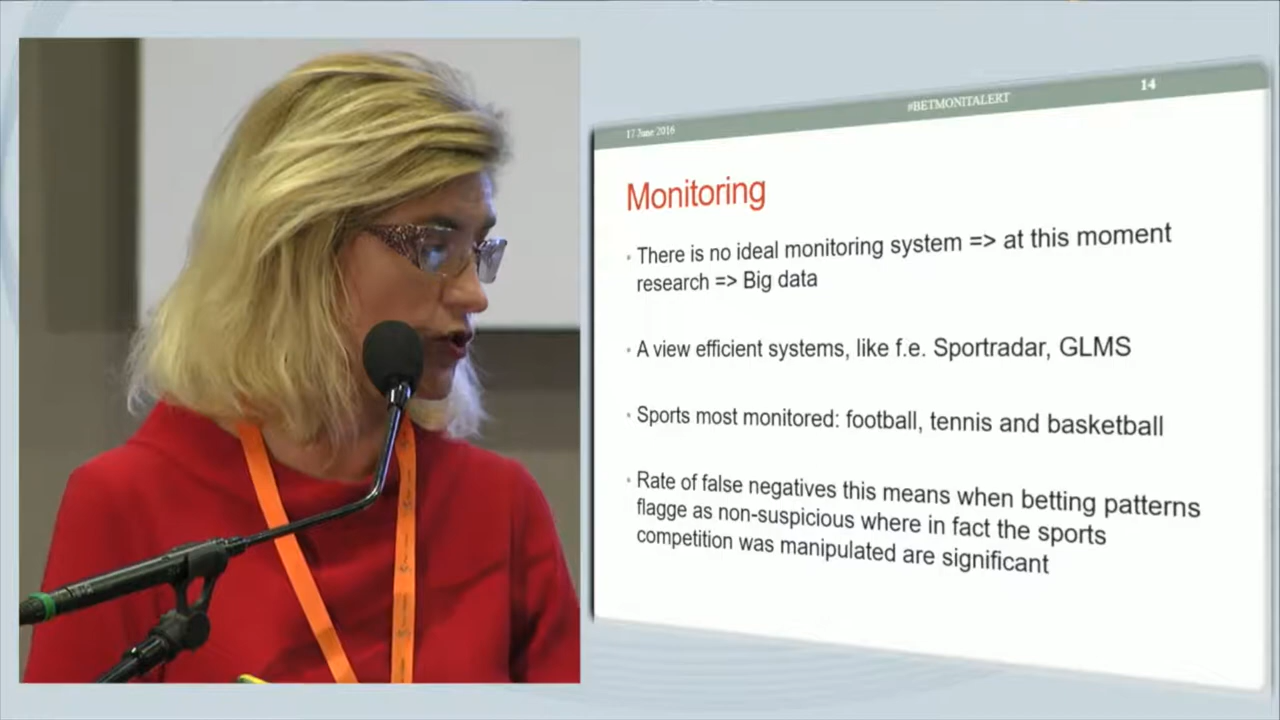 17 June 2016
#BETMONITALERT
14
Monitoring
• There is no ideal monitoring system => at this moment
research => Big data
• A view efficient systems, like f.e. Sportradar, GLMS
• Sports most monitored: football, tennis and basketball
• Rate of false negatives this means when betting patterns
flagge as non-suspicious where in fact the sports
competition was manipulated are significant